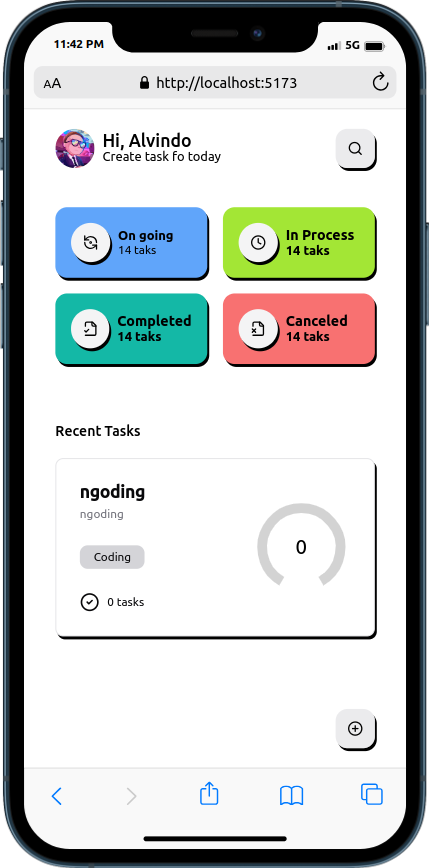 11:42 PM
5G
AA
http://localhost:5173
Hi, Alvindo
Create task fo today
On going
14 taks
In Process
14 taks
Completed
14 taks
Canceled
14 taks
Recent Tasks
ngoding
ngoding
Coding
0
0 tasks